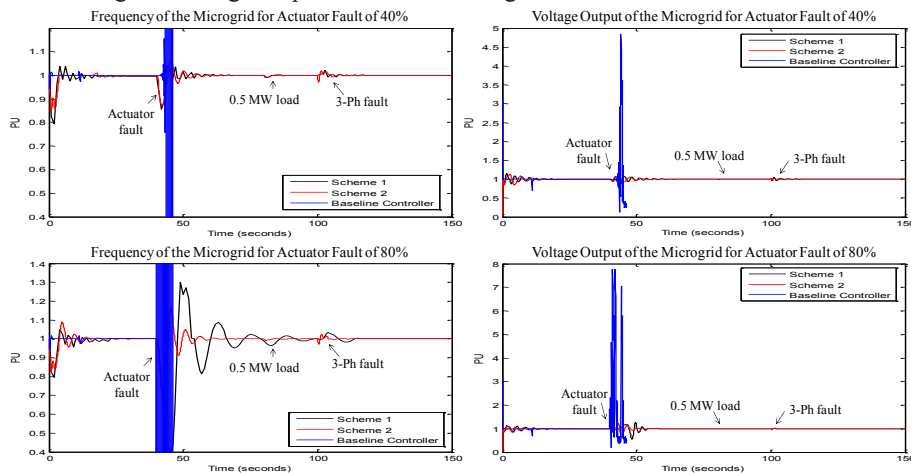 Frequency of the Microgrid for Actuator Fault of 40%
PU
1.1
1
0.9
0.8
0.7
0.6
0.5
0.4
Actuator
fault
0.5 MW load
3-Ph fault
Scheme 1
Scheme 2
Baseline Controller
0 50 100 150
Time (seconds)
Voltage Output of the Microgrid for Actuator Fault of 40%
PU
5
4.5
4
3.5
3
2.5
2
1.5
1
0.5
0
Scheme 1
Scheme 2
Baseline Controller
Actuator
fault
0.5 MW load
3-Ph fault
0 50 100 150
Time (seconds)
Frequency of the Microgrid for Actuator Fault of 80%
PU
1.4
1.3
1.2
1.1
1
0.9
0.8
0.7
0.6
0.5
0.4
Actuator
fault
0.5 MW load
3-Ph fault
Scheme 1
Scheme 2
Baseline Controller
0 50 100 150
Time (seconds)
Voltage Output of the Microgrid for Actuator Fault of 80%
PU
8
7
6
5
4
3
2
1
0
Scheme 1
Scheme 2
Baseline Controller
Actuator
fault
0.5 MW load
3-Ph fault
0 50 100 150
Time (seconds)